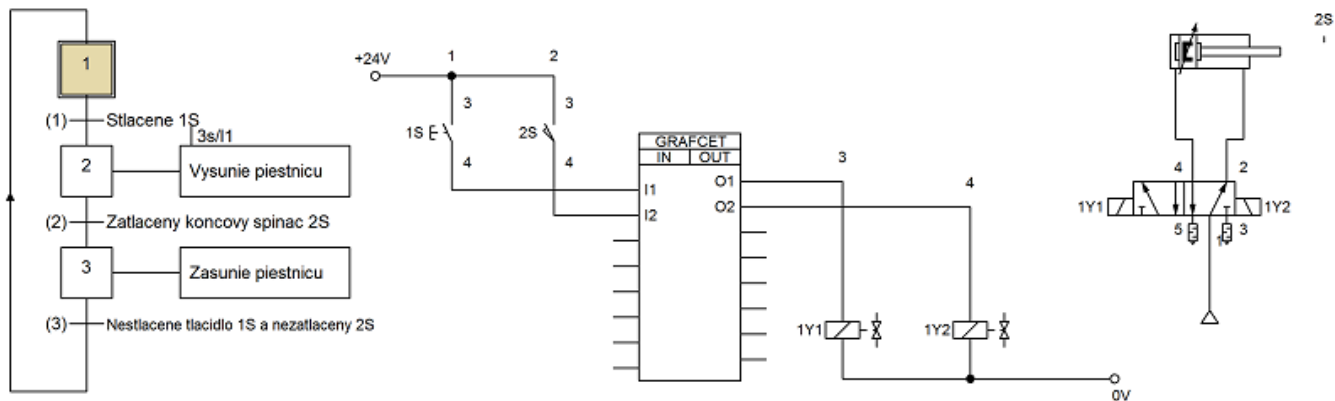 1
(1)
Stlacene 1S
3s/I1
2
Vysunie piestnicu
(2)
Zatlaceny koncovy spinac 2S
3
Zasunie piestnicu
(3)
Nestlacene tlacidlo 1S a nezatlaceny 2S
+24V
1
2
3
3
1S
2S
4
4
GRAFCET
IN
OUT
I1
I2
O1
O2
3
4
1Y1
1Y2
0V
2S
4
2
1Y1
1Y2
5
1
3